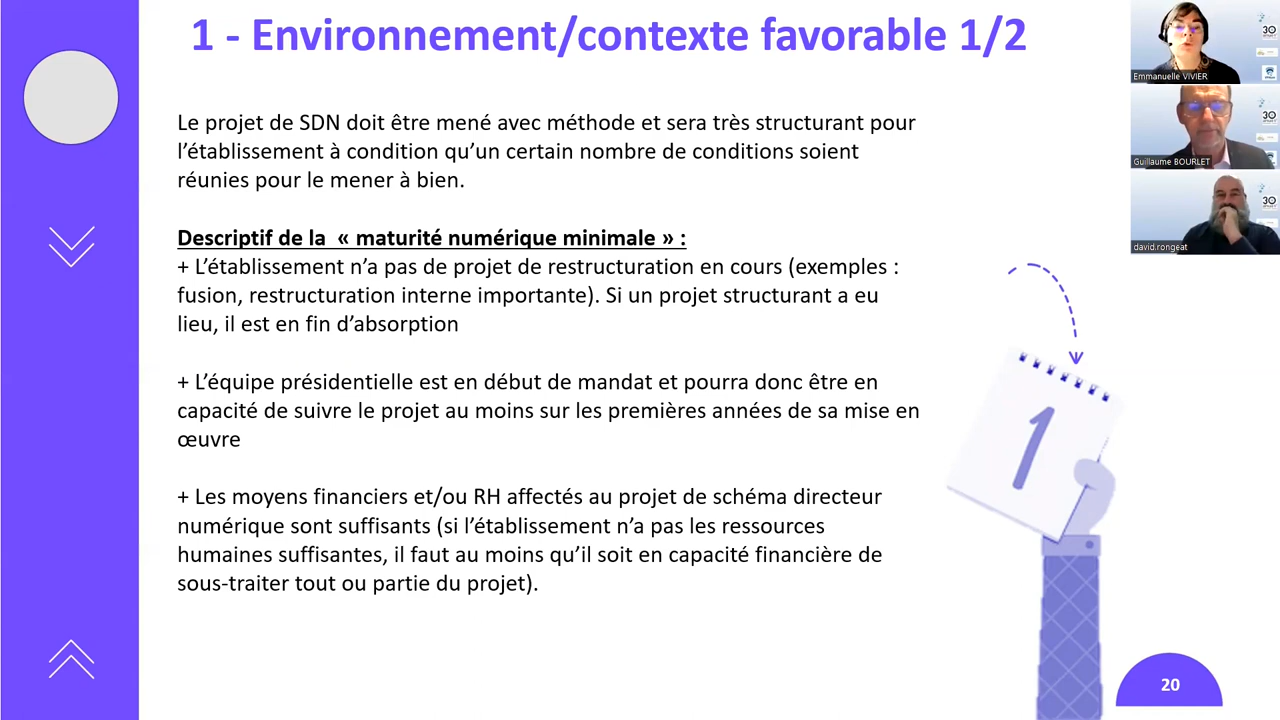 1 - Environnement/contexte favorable 1/2
Le projet de SDN doit être mené avec méthode et sera très structurant pour
l’établissement à condition qu’un certain nombre de conditions soient
réunies pour le mener à bien.
Descriptif de la « maturité numérique minimale » :
+ L’établissement n’a pas de projet de restructuration en cours (exemples :
fusion, restructuration interne importante). Si un projet structurant a eu
lieu, il est en fin d’absorption
+ L’équipe présidentielle est en début de mandat et pourra donc être en
capacité de suivre le projet au moins sur les premières années de sa mise en
œuvre
+ Les moyens financiers et/ou RH affectés au projet de schéma directeur
numérique sont suffisants (si l’établissement n’a pas les ressources
humaines suffisantes, il faut au moins qu’il soit en capacité financière de
sous-traiter tout ou partie du projet).
1
20
30
Emmanuelle VIVIER
30
Guillaume BOURLET
30
david.rongeat